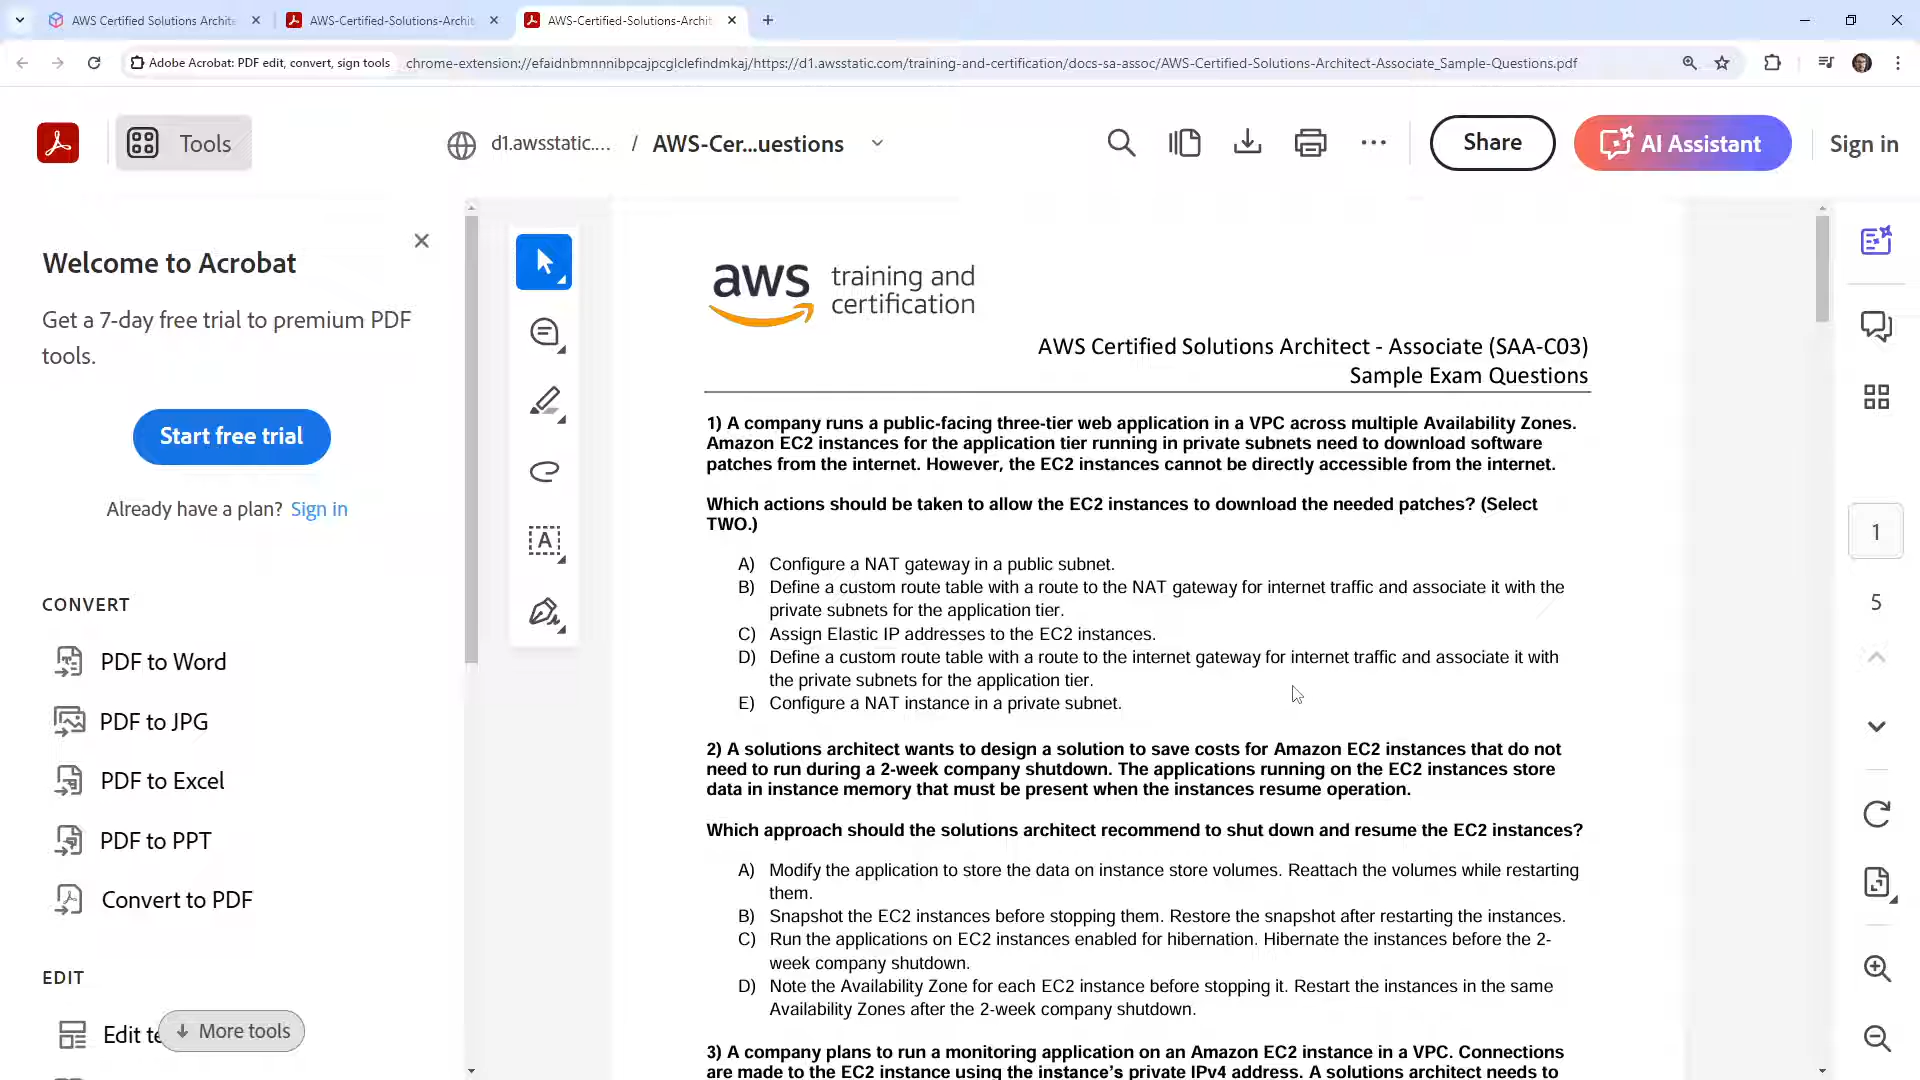 AWS Certified Solutions Archite
AWS-Certified-Solutions-Archit
AWS-Certified-Solutions-Archit
Adobe Acrobat: PDF edit, convert, sign tools
chrome-extension://efaidnbmnnnibpcajpcglclefindmkaj/https://d1.awsstatic.com/training-and-certification/docs-sa-assoc/AWS-Certified-Solutions-Architect-Associate_Sample-Questions.pdf
Tools
d1.awsstatic.... / AWS-Cer...uestions
Share
AI Assistant
Sign in
Welcome to Acrobat
Get a 7-day free trial to premium PDF
tools.
Start free trial
Already have a plan? Sign in
CONVERT
PDF to Word
PDF to JPG
PDF to Excel
PDF to PPT
Convert to PDF
EDIT
Edit te
More tools
A
aws training and
certification
AWS Certified Solutions Architect - Associate (SAA-C03)
Sample Exam Questions
1) A company runs a public-facing three-tier web application in a VPC across multiple Availability Zones.
Amazon EC2 instances for the application tier running in private subnets need to download software
patches from the internet. However, the EC2 instances cannot be directly accessible from the internet.
Which actions should be taken to allow the EC2 instances to download the needed patches? (Select
TWO.)
A) Configure a NAT gateway in a public subnet.
B) Define a custom route table with a route to the NAT gateway for internet traffic and associate it with the
private subnets for the application tier.
C) Assign Elastic IP addresses to the EC2 instances.
D) Define a custom route table with a route to the internet gateway for internet traffic and associate it with
the private subnets for the application tier.
E) Configure a NAT instance in a private subnet.
2) A solutions architect wants to design a solution to save costs for Amazon EC2 instances that do not
need to run during a 2-week company shutdown. The applications running on the EC2 instances store
data in instance memory that must be present when the instances resume operation.
Which approach should the solutions architect recommend to shut down and resume the EC2 instances?
A) Modify the application to store the data on instance store volumes. Reattach the volumes while restarting
them.
B) Snapshot the EC2 instances before stopping them. Restore the snapshot after restarting the instances.
C) Run the applications on EC2 instances enabled for hibernation. Hibernate the instances before the 2-
week company shutdown.
D) Note the Availability Zone for each EC2 instance before stopping it. Restart the instances in the same
Availability Zones after the 2-week company shutdown.
3) A company plans to run a monitoring application on an Amazon EC2 instance in a VPC. Connections
are made to the EC2 instance using the instance's private IPv4 address. A solutions architect needs to
1
5